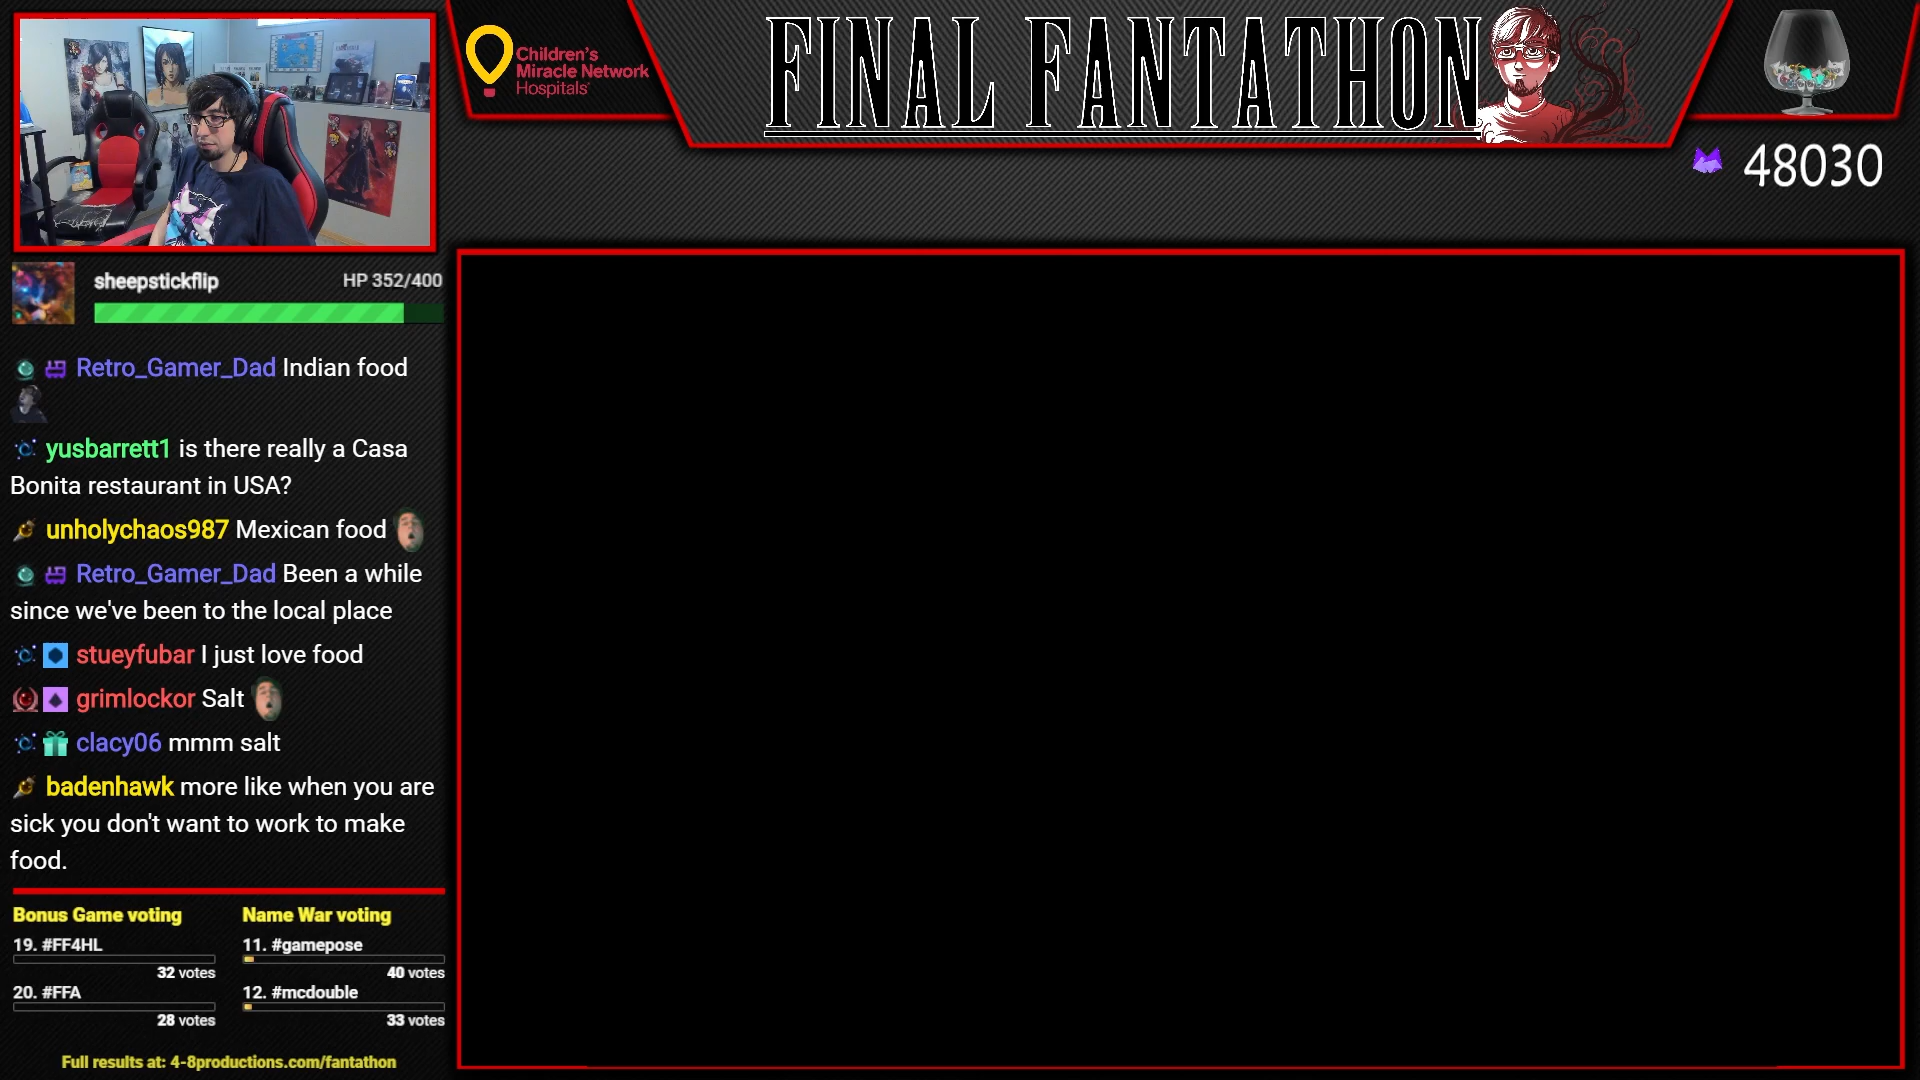 Children's
Miracle Network
Hospitals
FINAL FANTATHON
48030
sheepstickflip
HP 352/400
Retro_Gamer_Dad Indian food
yusbarrett1 is there really a Casa
Bonita restaurant in USA?
unholychaos987 Mexican food
Retro_Gamer_Dad Been a while
since we've been to the local place
stueyfubar I just love food
grimlockor Salt
clacy06 mmm salt
badenhawk more like when you are
sick you don't want to work to make
food.
Bonus Game voting
19. #FF4HL
32 votes
20. #FFA
28 votes
Name War voting
11. #gamepose
40 votes
12. #mcdouble
33 votes
Full results at: 4-8productions.com/fantathon